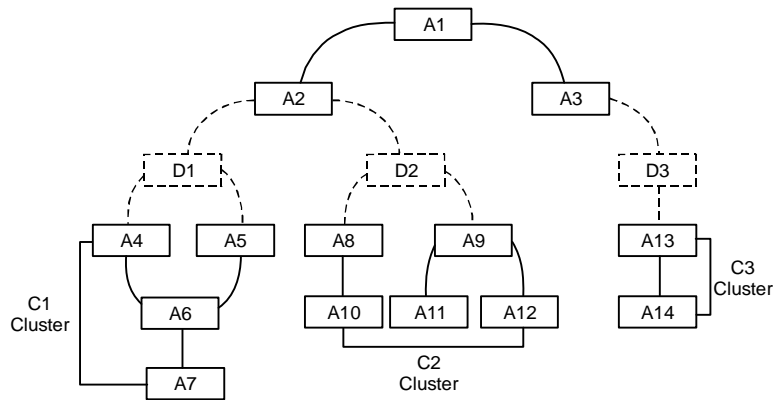 A1
A2
A3
D1
D2
D3
A4
A5
A8
A9
A13
C1
Cluster
C3
Cluster
A6
A10
A11
A12
A14
C2
Cluster
A7